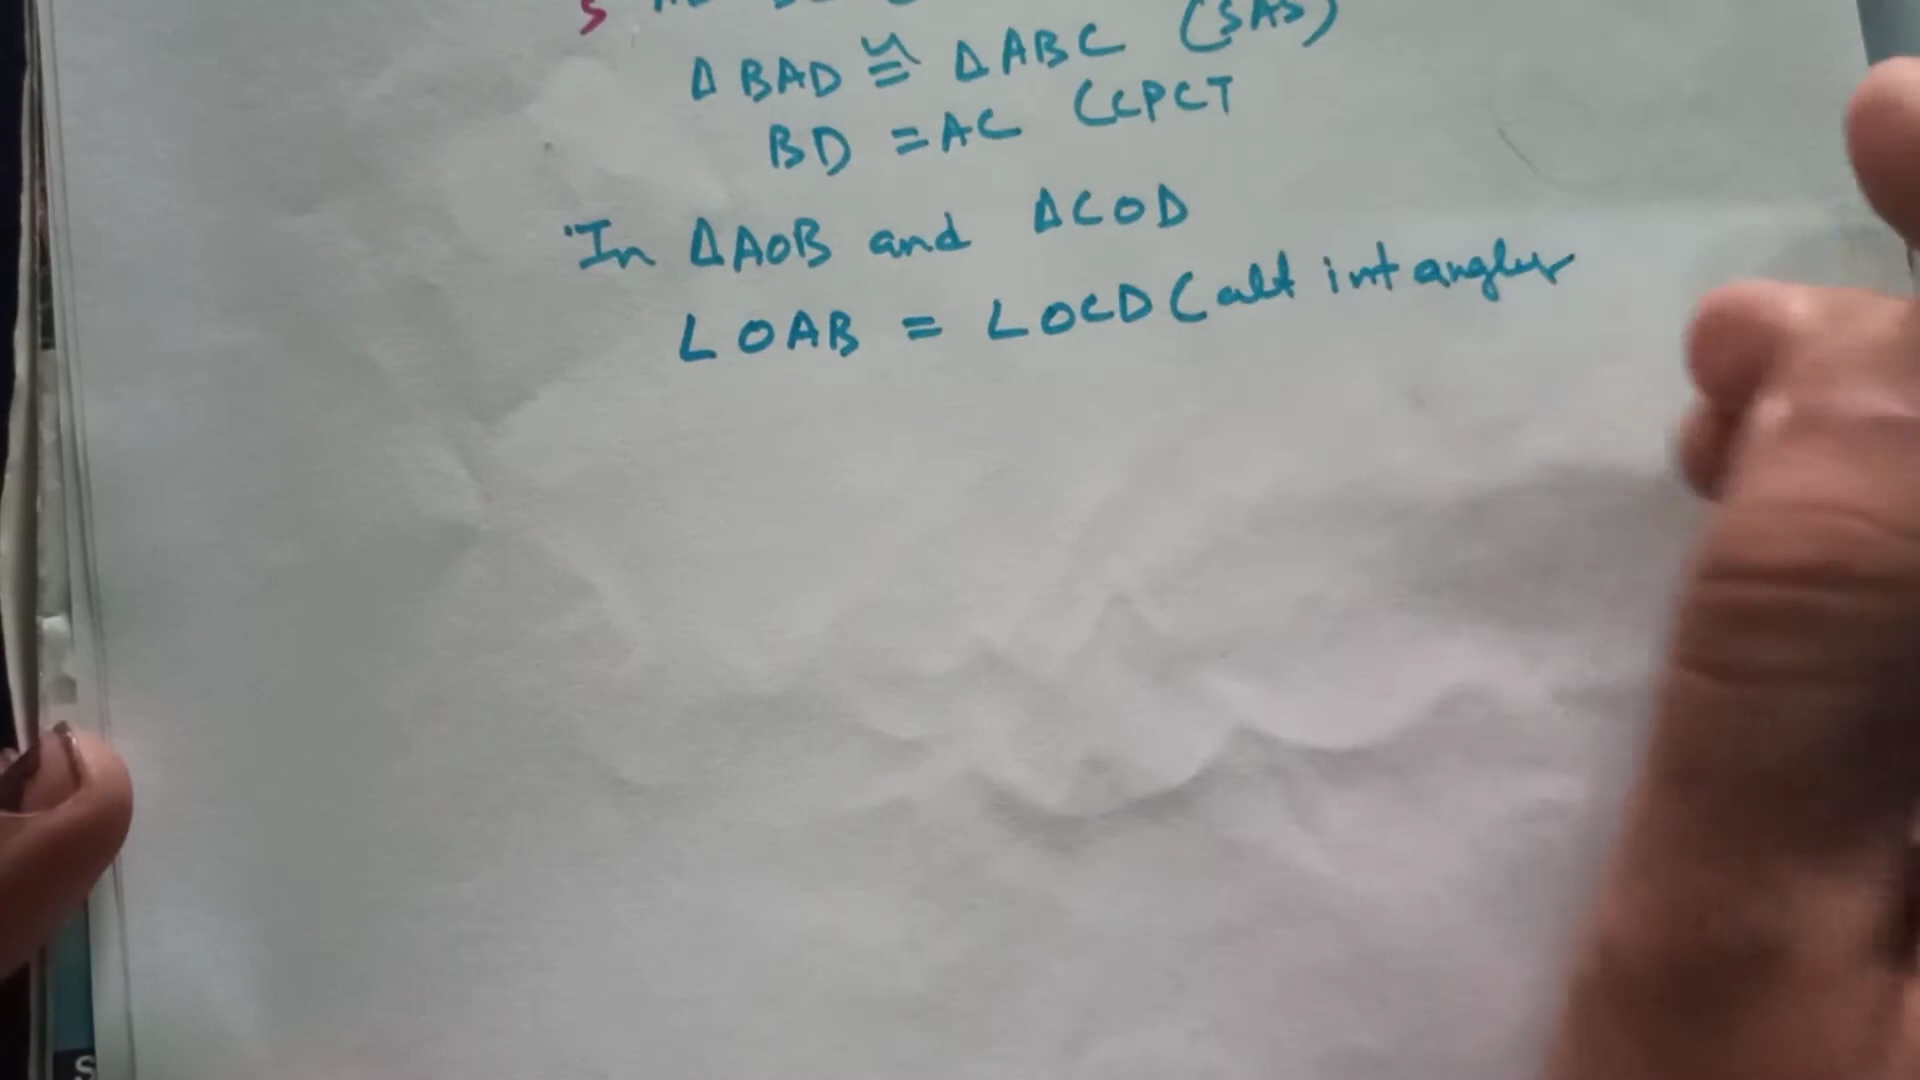 S
Δ BAD ≅ Δ ABC (SAS)
BD = AC (CPCT
In ΔAOB and ΔCOD
∠OAB = ∠OCD (alt int angles
S